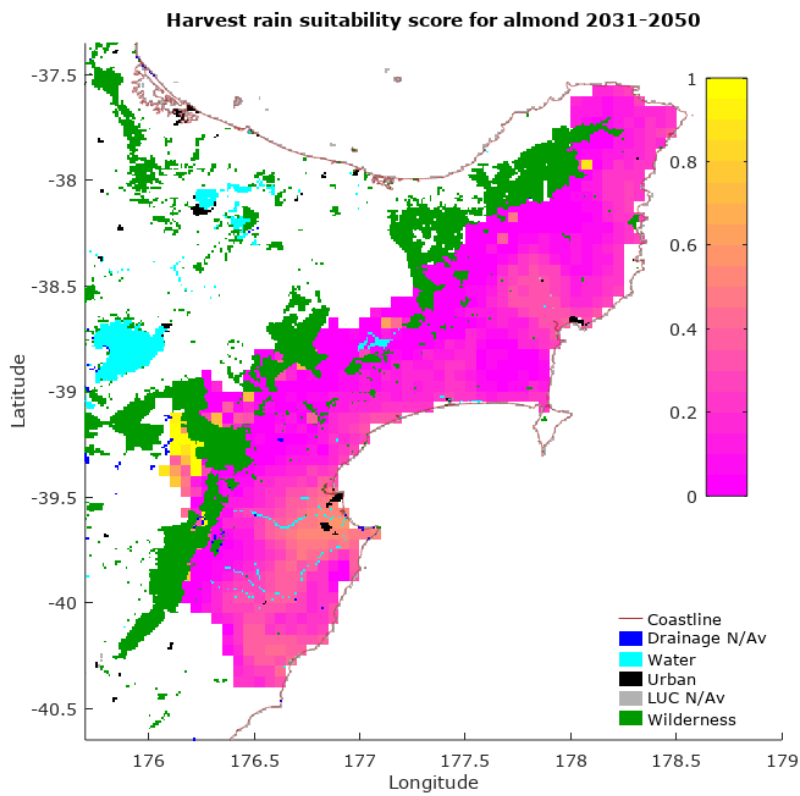 Harvest rain suitability score for almond 2031-2050
-37.5
-38
-38.5
-39
-39.5
-40
-40.5
Latitude
176
176.5
177
177.5
178
178.5
179
Longitude
1
0.8
0.6
0.4
0.2
0
Coastline
Drainage N/Av
Water
Urban
LUC N/Av
Wilderness